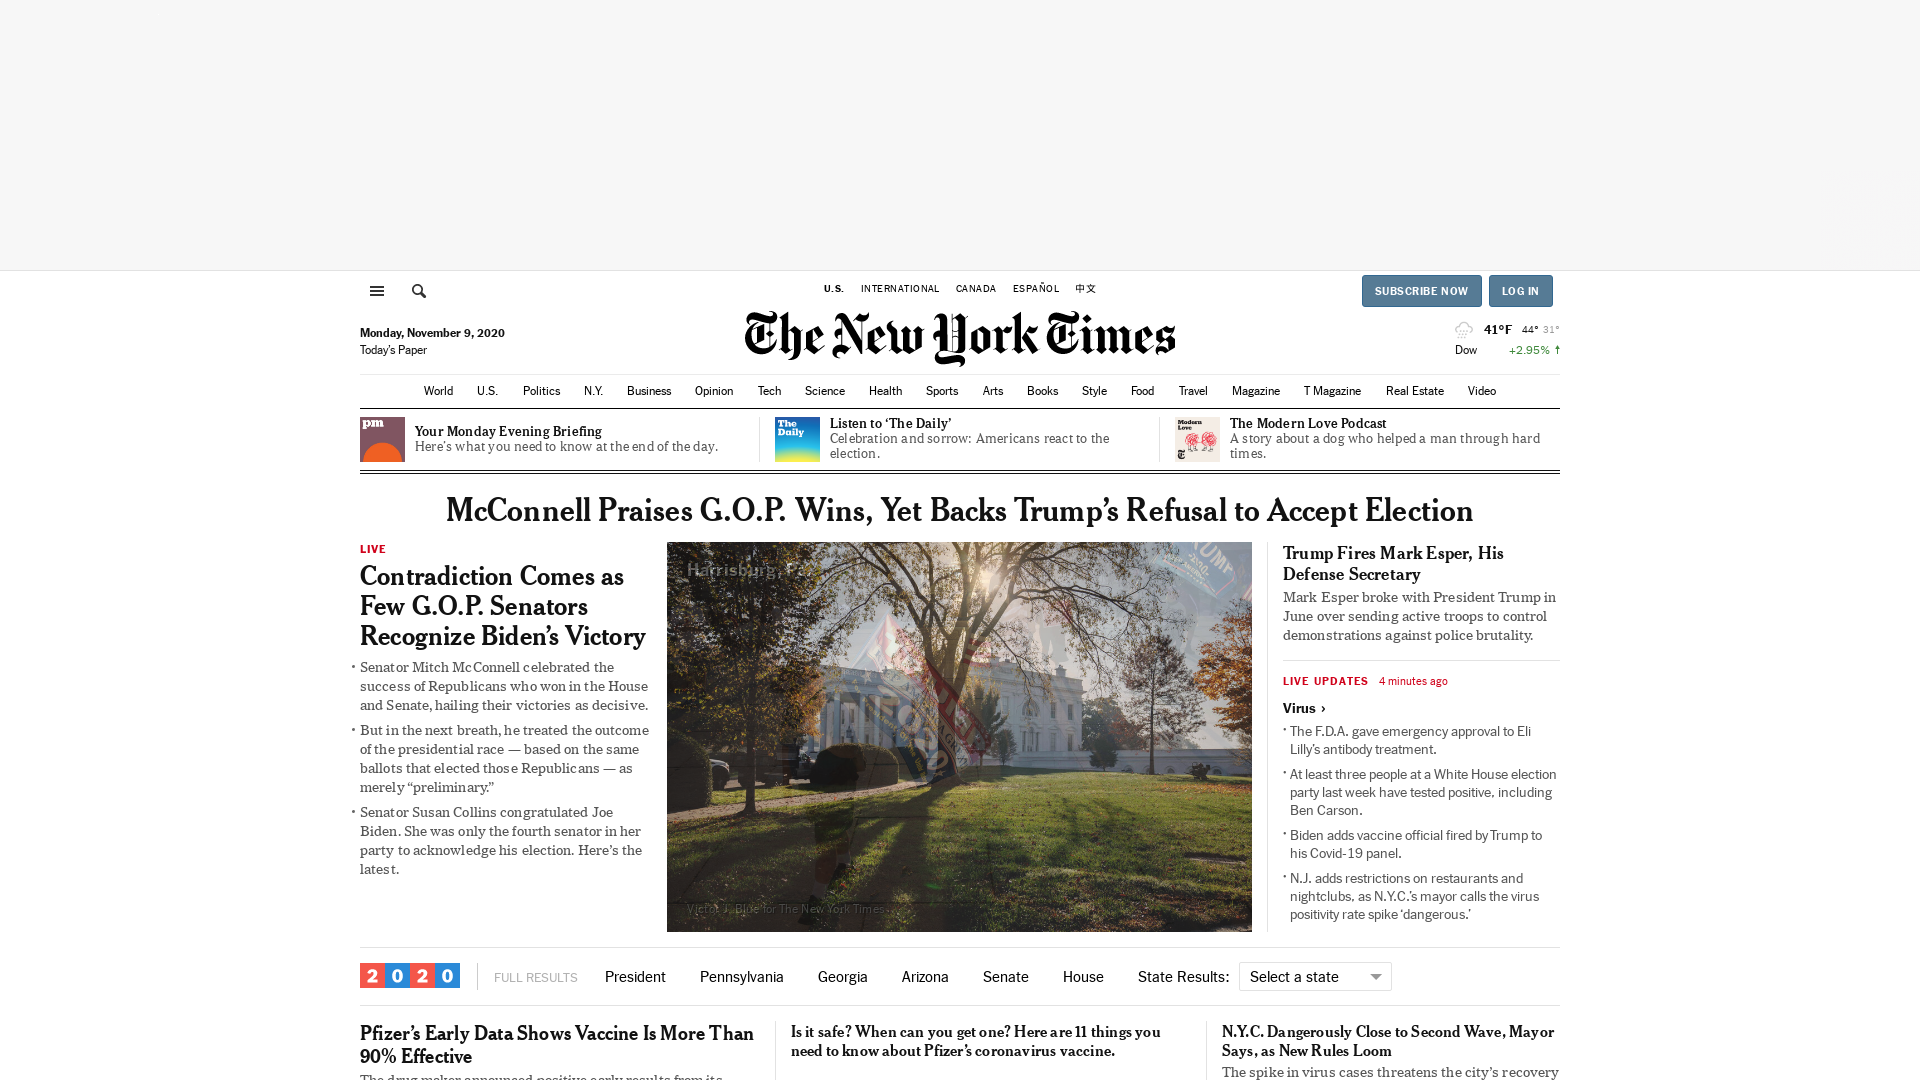 U.S. INTERNATIONAL CANADA ESPAÑOL 中文
SUBSCRIBE NOW LOG IN
Monday, November 9, 2020
Today's Paper
The New York Times
41°F 44° 31°
Dow +2.95% ↑
World U.S. Politics N.Y. Business Opinion Tech Science Health Sports Arts Books Style Food Travel Magazine T Magazine Real Estate Video
pm
Your Monday Evening Briefing
Here's what you need to know at the end of the day.
The
Daily
Listen to ‘The Daily’
Celebration and sorrow: Americans react to the
election.
Modern
Love
The Modern Love Podcast
A story about a dog who helped a man through hard
times.
McConnell Praises G.O.P. Wins, Yet Backs Trump’s Refusal to Accept Election
LIVE
Contradiction Comes as
Few G.O.P. Senators
Recognize Biden’s Victory
• Senator Mitch McConnell celebrated the
success of Republicans who won in the House
and Senate, hailing their victories as decisive.
• But in the next breath, he treated the outcome
of the presidential race — based on the same
ballots that elected those Republicans — as
merely “preliminary.”
• Senator Susan Collins congratulated Joe
Biden. She was only the fourth senator in her
party to acknowledge his election. Here’s the
latest.
Harrisburg, Pa.
TRUMP
Victor J. Blue for The New York Times
Trump Fires Mark Esper, His
Defense Secretary
Mark Esper broke with President Trump in
June over sending active troops to control
demonstrations against police brutality.
LIVE UPDATES 4 minutes ago
Virus ›
• The F.D.A. gave emergency approval to Eli
Lilly’s antibody treatment.
• At least three people at a White House election
party last week have tested positive, including
Ben Carson.
• Biden adds vaccine official fired by Trump to
his Covid-19 panel.
• N.J. adds restrictions on restaurants and
nightclubs, as N.Y.C.’s mayor calls the virus
positivity rate spike ‘dangerous.’
2020 FULL RESULTS President Pennsylvania Georgia Arizona Senate House State Results: Select a state
Pfizer’s Early Data Shows Vaccine Is More Than
90% Effective
The drug maker announced positive early results from its
Is it safe? When can you get one? Here are 11 things you
need to know about Pfizer’s coronavirus vaccine.
N.Y.C. Dangerously Close to Second Wave, Mayor
Says, as New Rules Loom
The spike in virus cases threatens the city’s recovery